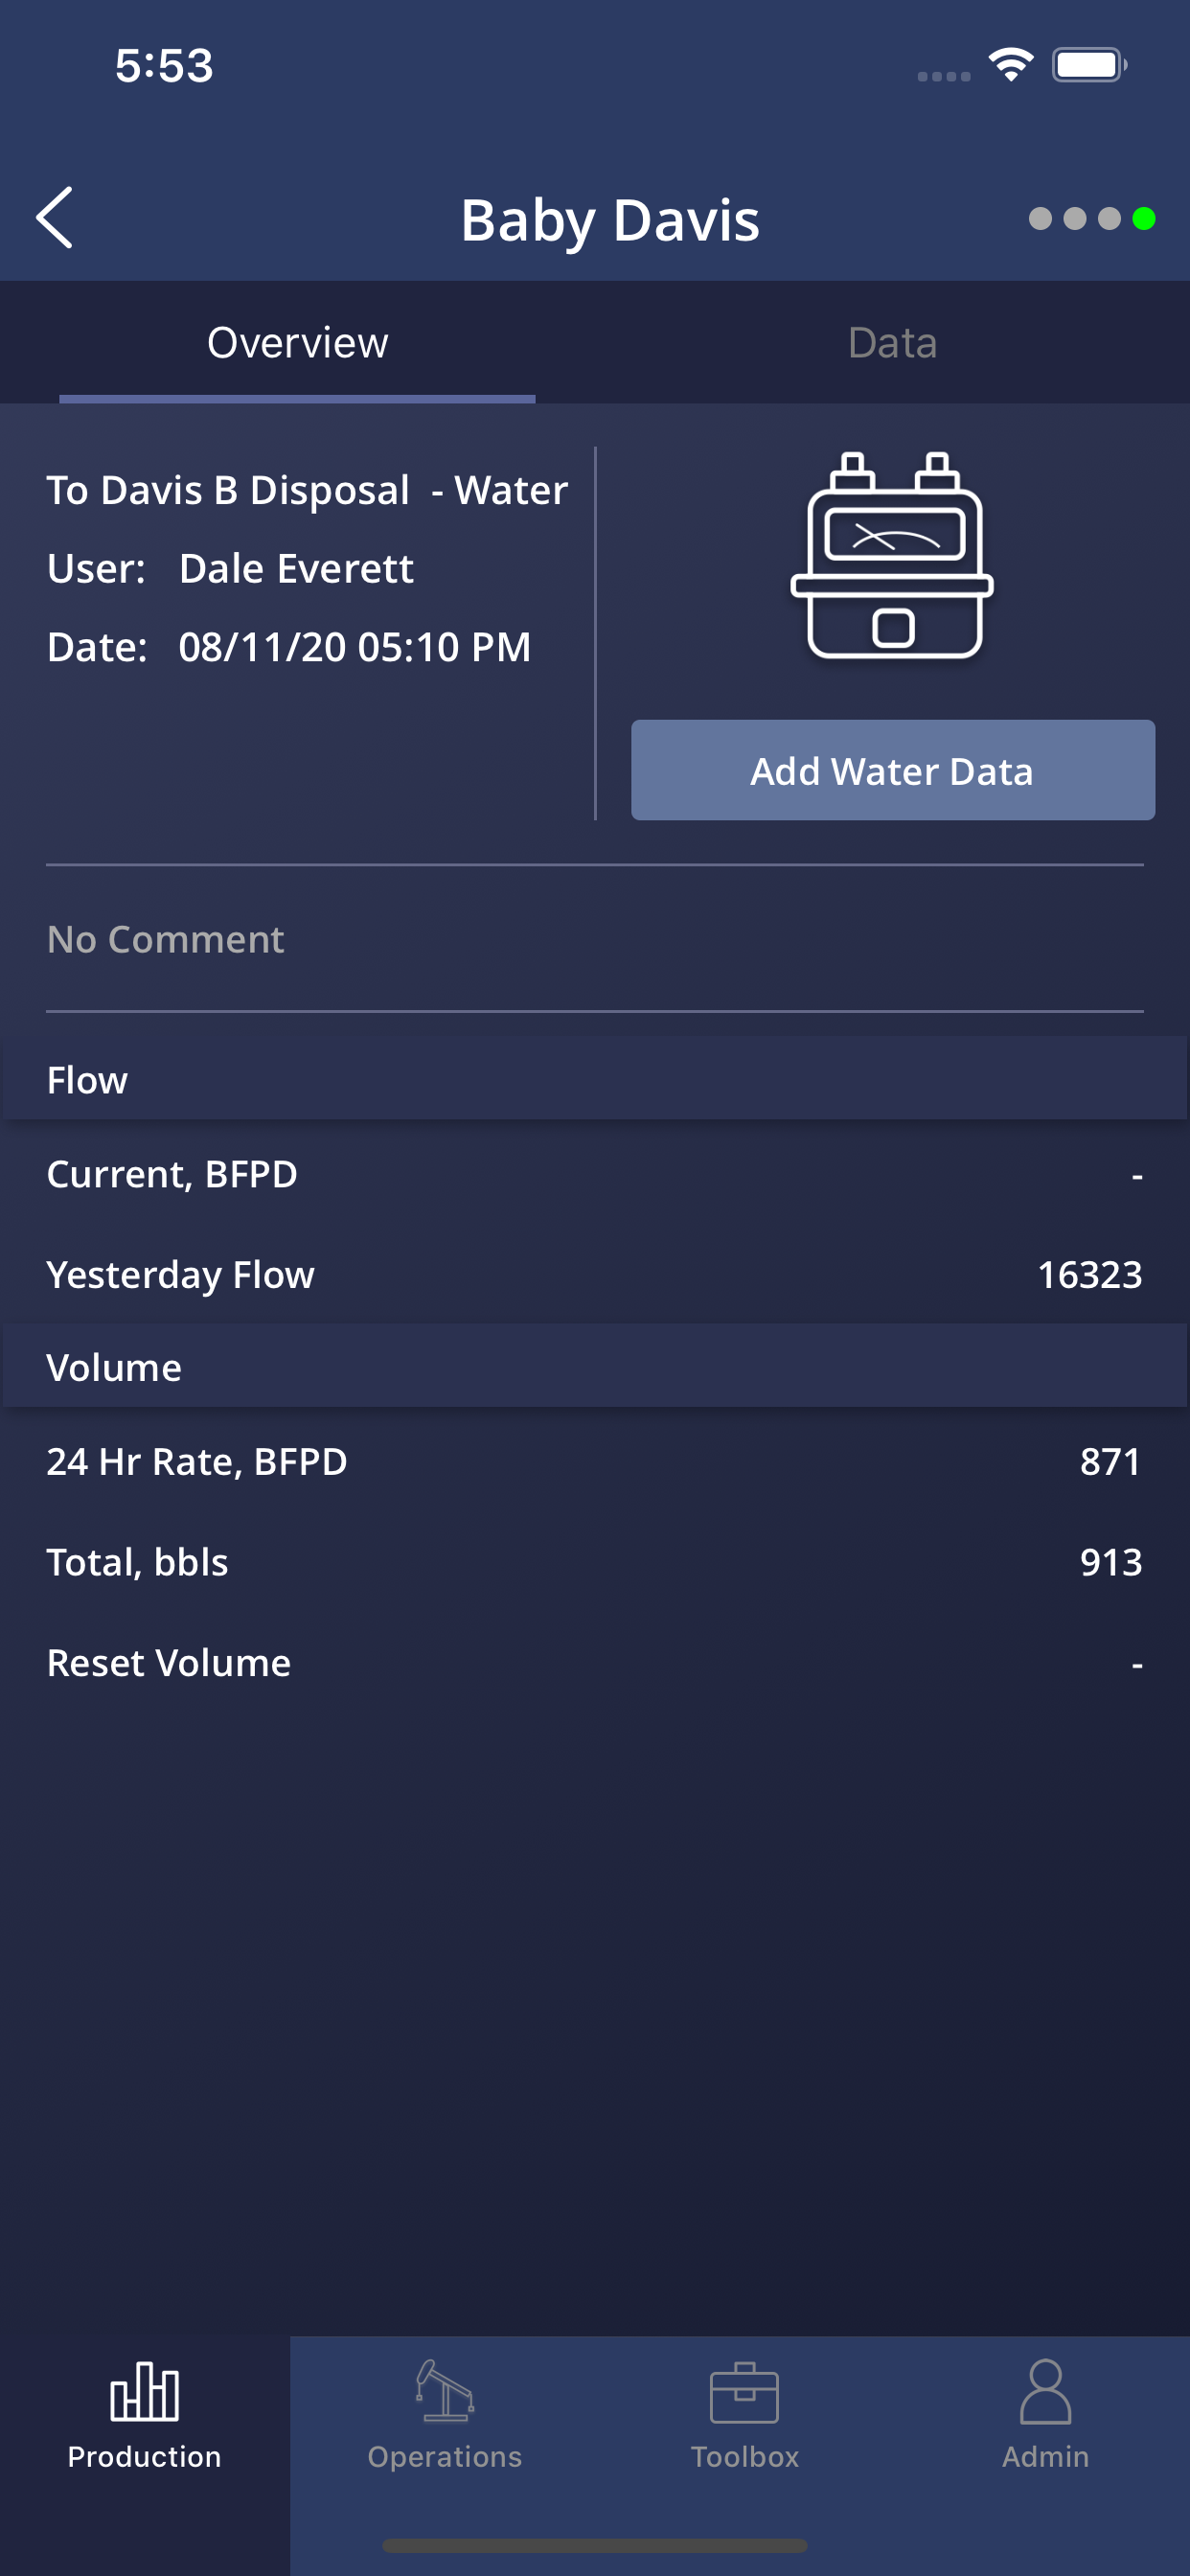 5:53
Baby Davis
Overview
Data
To Davis B Disposal - Water
User: Dale Everett
Date: 08/11/20 05:10 PM
Add Water Data
No Comment
Flow
Current, BFPD -
Yesterday Flow 16323
Volume
24 Hr Rate, BFPD 871
Total, bbls 913
Reset Volume -
Production
Operations
Toolbox
Admin